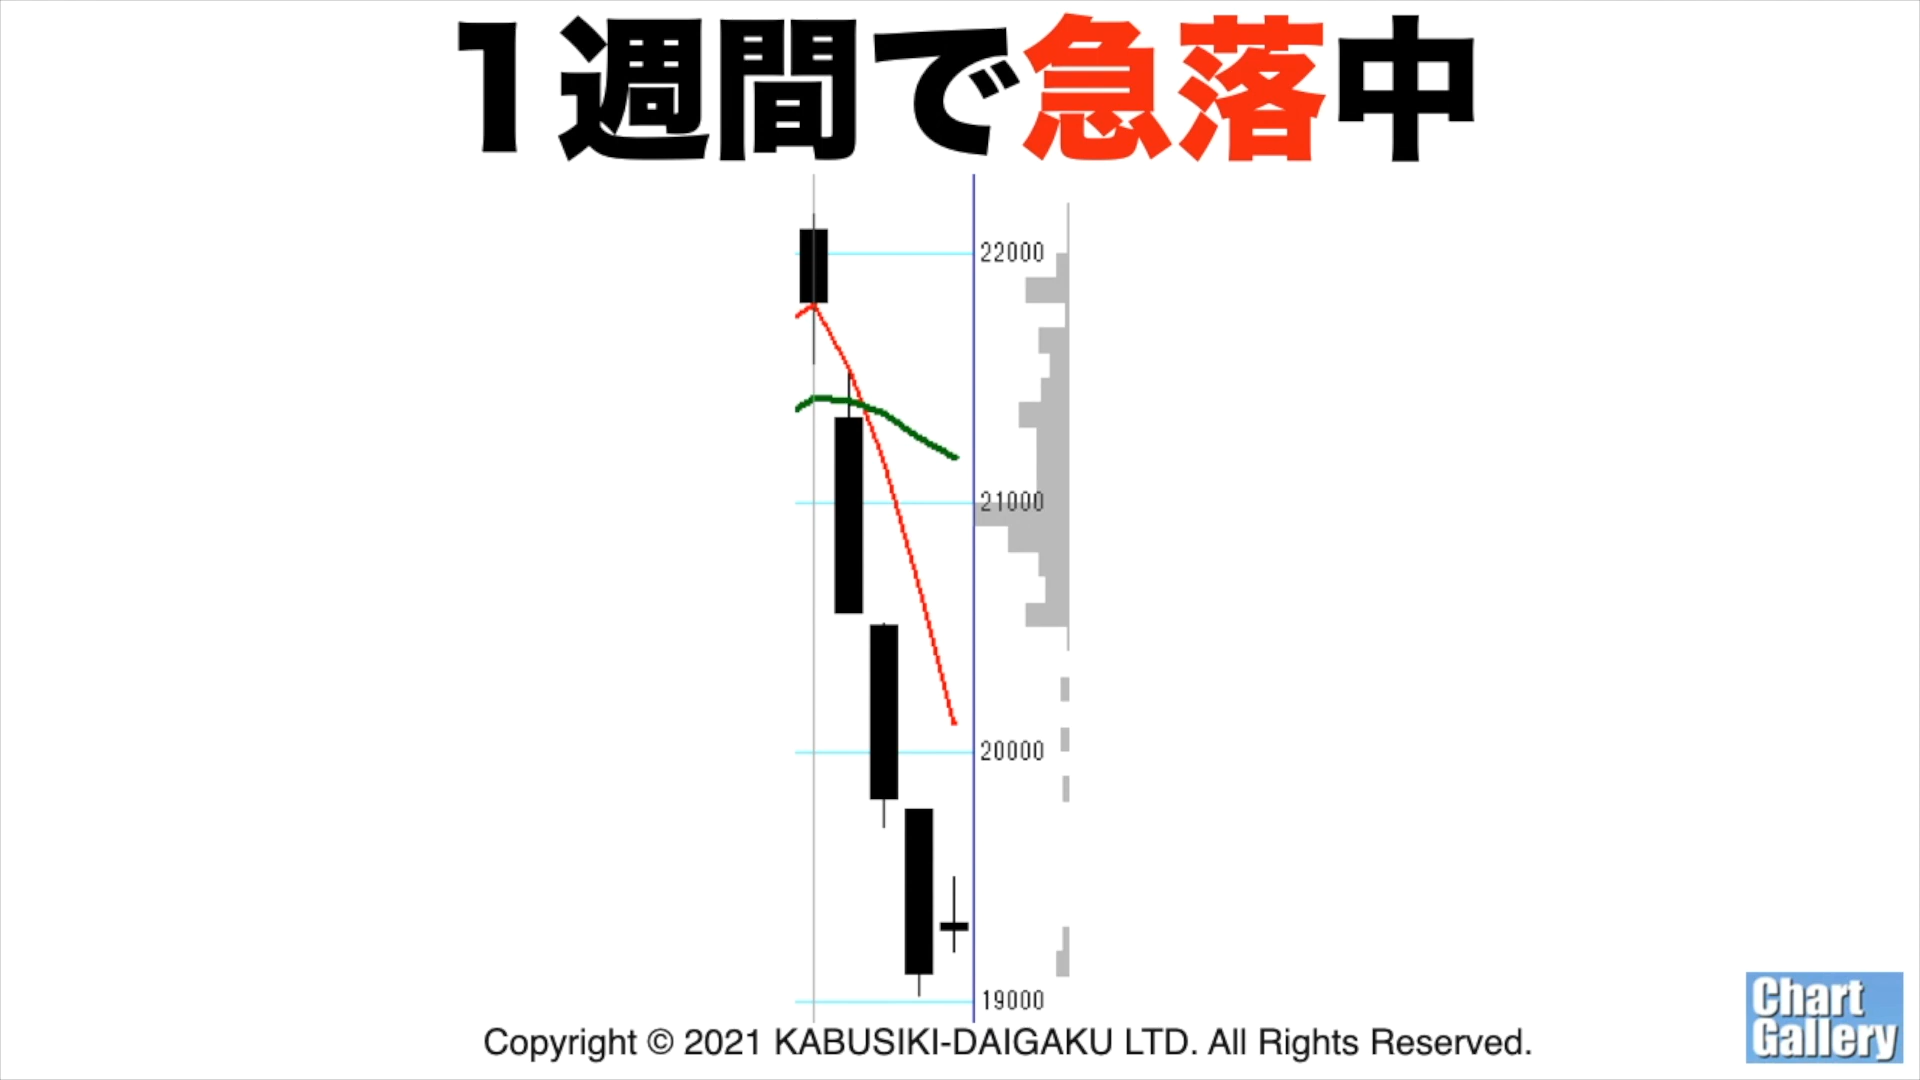 1週間で急落中
22000
21000
20000
19000
Copyright © 2021 KABUSIKI-DAIGAKU LTD. All Rights Reserved.
Chart
Gallery